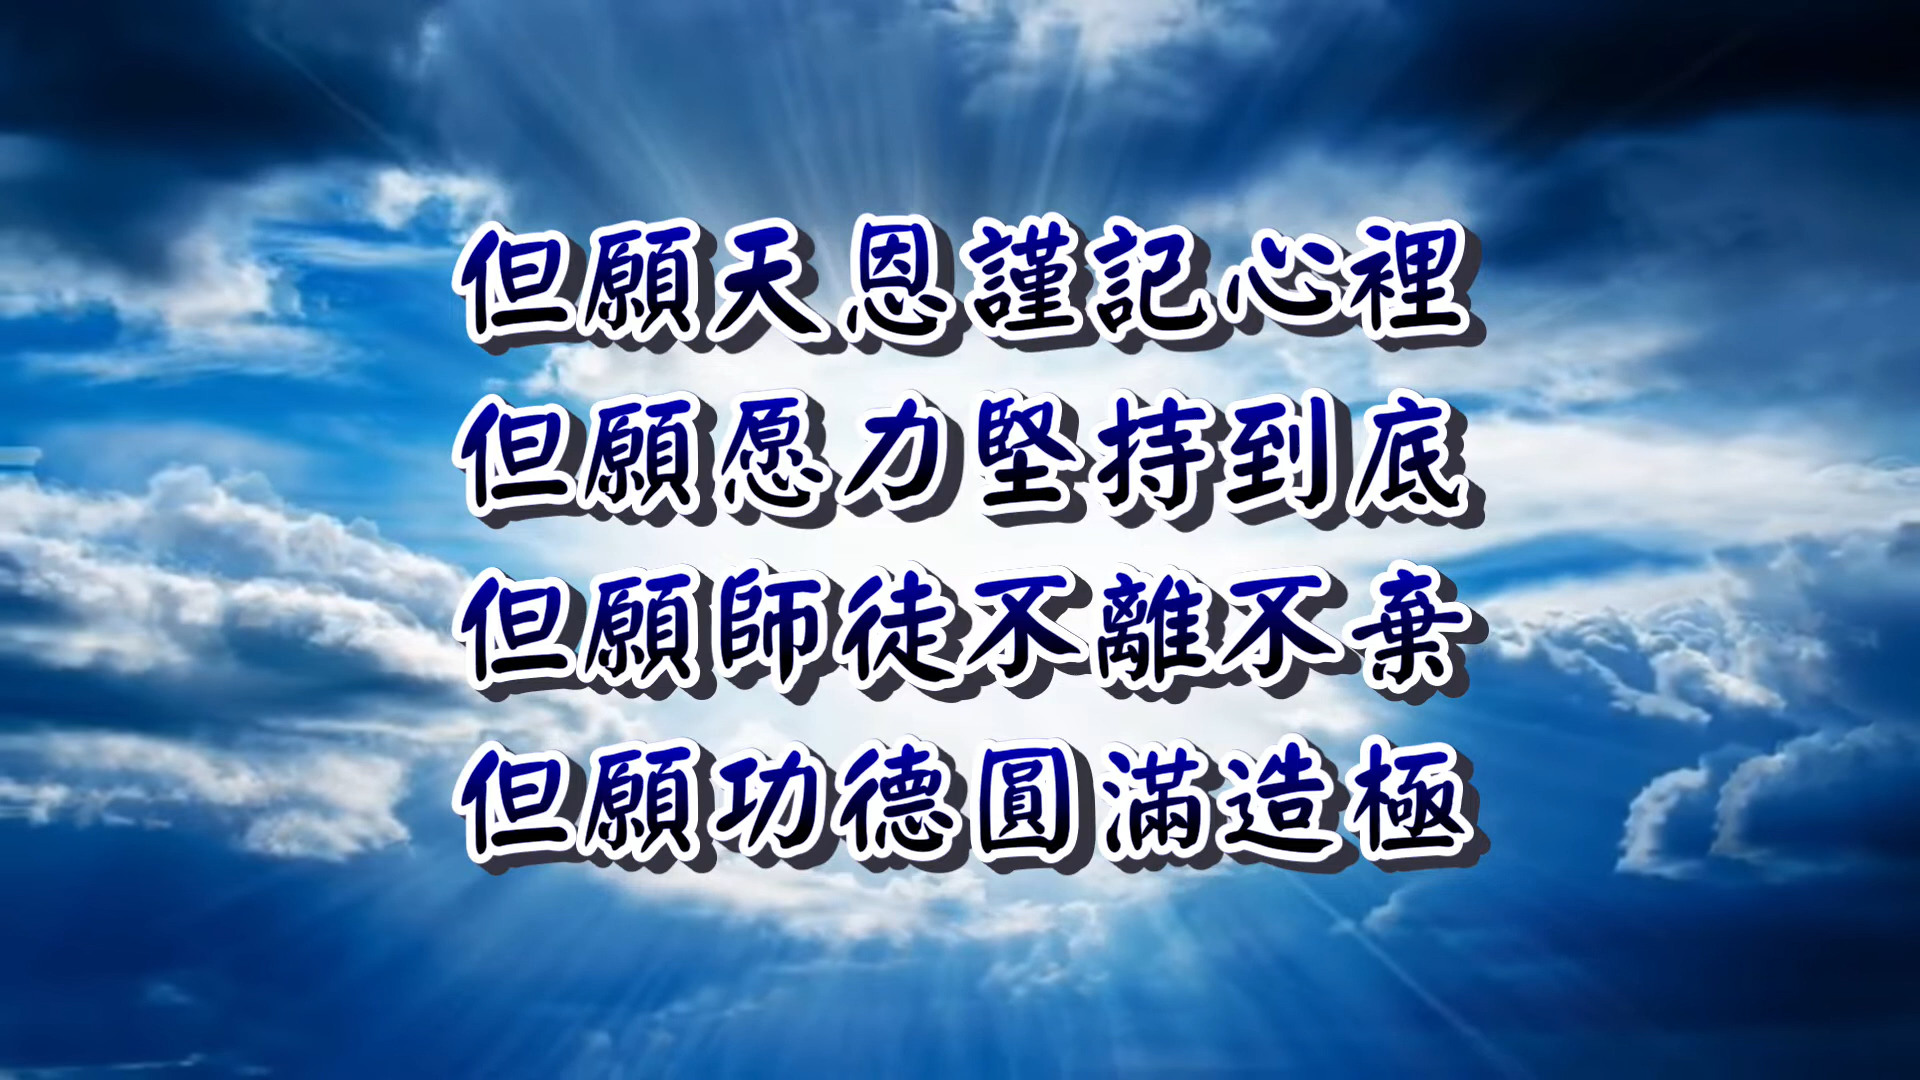 但願天恩謹記心裡
但願愿力堅持到底
但願師徒不離不棄
但願功德圓滿造極